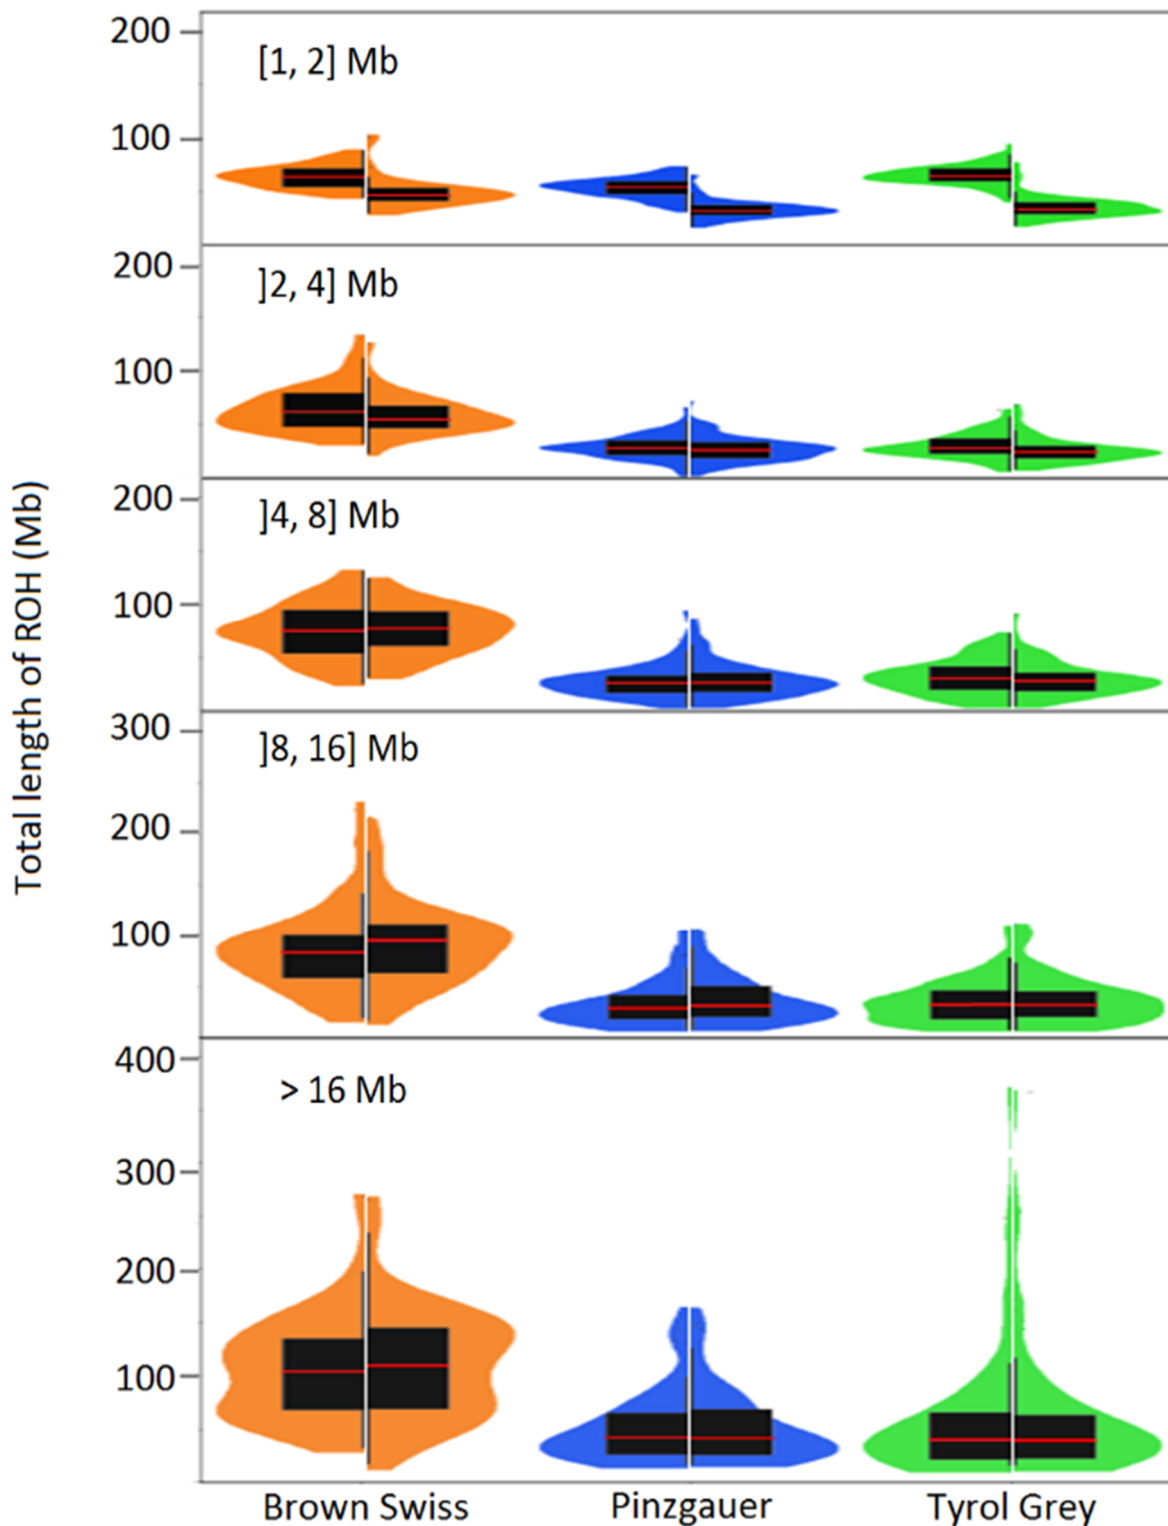 200
[1, 2] Mb
100
200
]2, 4] Mb
100
200
]4, 8] Mb
100
Total length of ROH (Mb)
300
]8, 16] Mb
200
100
400
> 16 Mb
300
200
100
Brown Swiss
Pinzgauer
Tyrol Grey